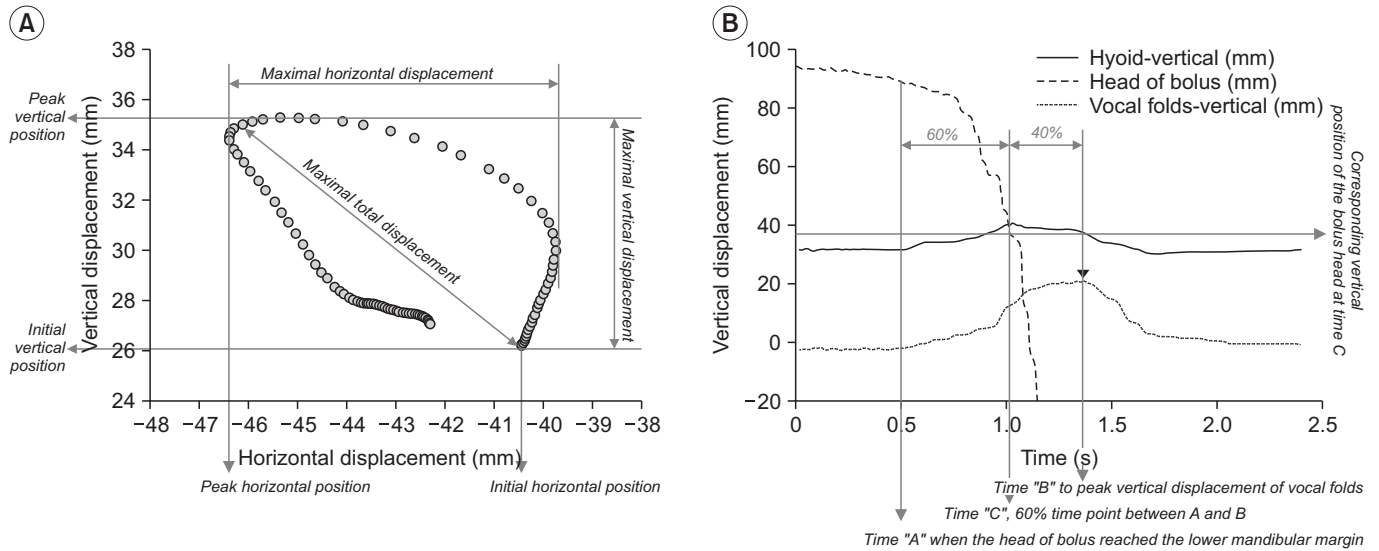 A
38
36
34
32
30
28
26
24
Vertical displacement (mm)
Peak
vertical
position
Initial
vertical
position
Maximal horizontal displacement
Maximal total displacement
Maximal vertical displacement
−48
−46
−45
−44
−43
−42
−41
−40
−39
−38
−47
Horizontal displacement (mm)
Peak horizontal position
Initial horizontal position
B
100
80
60
40
20
0
−20
Vertical displacement (mm)
Hyoid-vertical (mm)
Head of bolus (mm)
Vocal folds-vertical (mm)
60%
40%
Corresponding vertical
position of the bolus head at time C
0
0.5
1.0
1.5
2.0
2.5
Time (s)
Time "B" to peak vertical displacement of vocal folds
Time "C", 60% time point between A and B
Time "A" when the head of bolus reached the lower mandibular margin